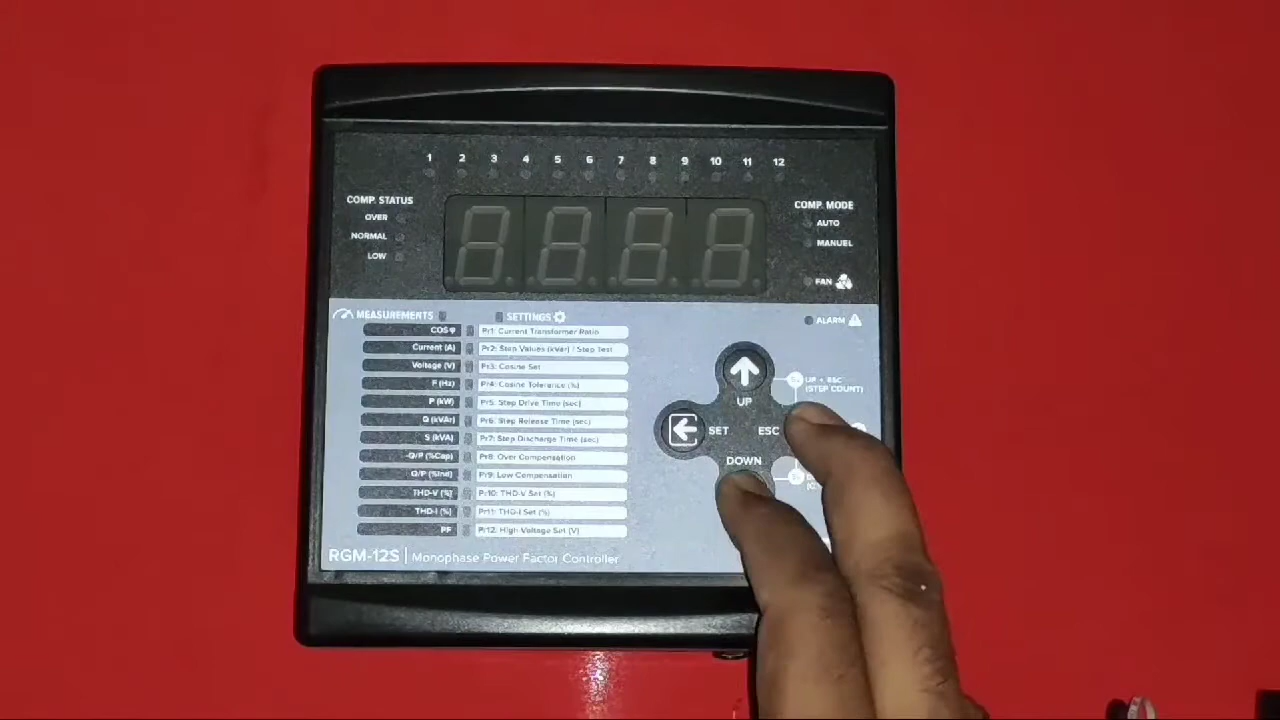 1 2 3 4 5 6 7 8 9 10 11 12
COMP. STATUS
OVER
NORMAL
LOW
COMP. MODE
AUTO
MANUEL
FAN
ALARM
MEASUREMENTS
COSφ
Current (A)
Voltage (V)
F (Hz)
P (kW)
Q (kVAr)
S (kVA)
-Q/P (%Cap)
Q/P (%Ind)
THD-V (%)
THD-I (%)
PF
SETTINGS
Pr1: Current Transformer Ratio
Pr2: Step Values (kVar) / Step Test
Pr3: Cosine Set
Pr4: Cosine Tolerance (%)
Pr5: Step Drive Time (sec)
Pr6: Step Release Time (sec)
Pr7: Step Discharge Time (sec)
Pr8: Over Compensation
Pr9: Low Compensation
Pr10: THD-V Set (%)
Pr11: THD-I Set (%)
Pr12: High Voltage Set (V)
UP
SET
ESC
DOWN
UP + ESC
(STEP COUNT)
RGM-12S | Monophase Power Factor Controller